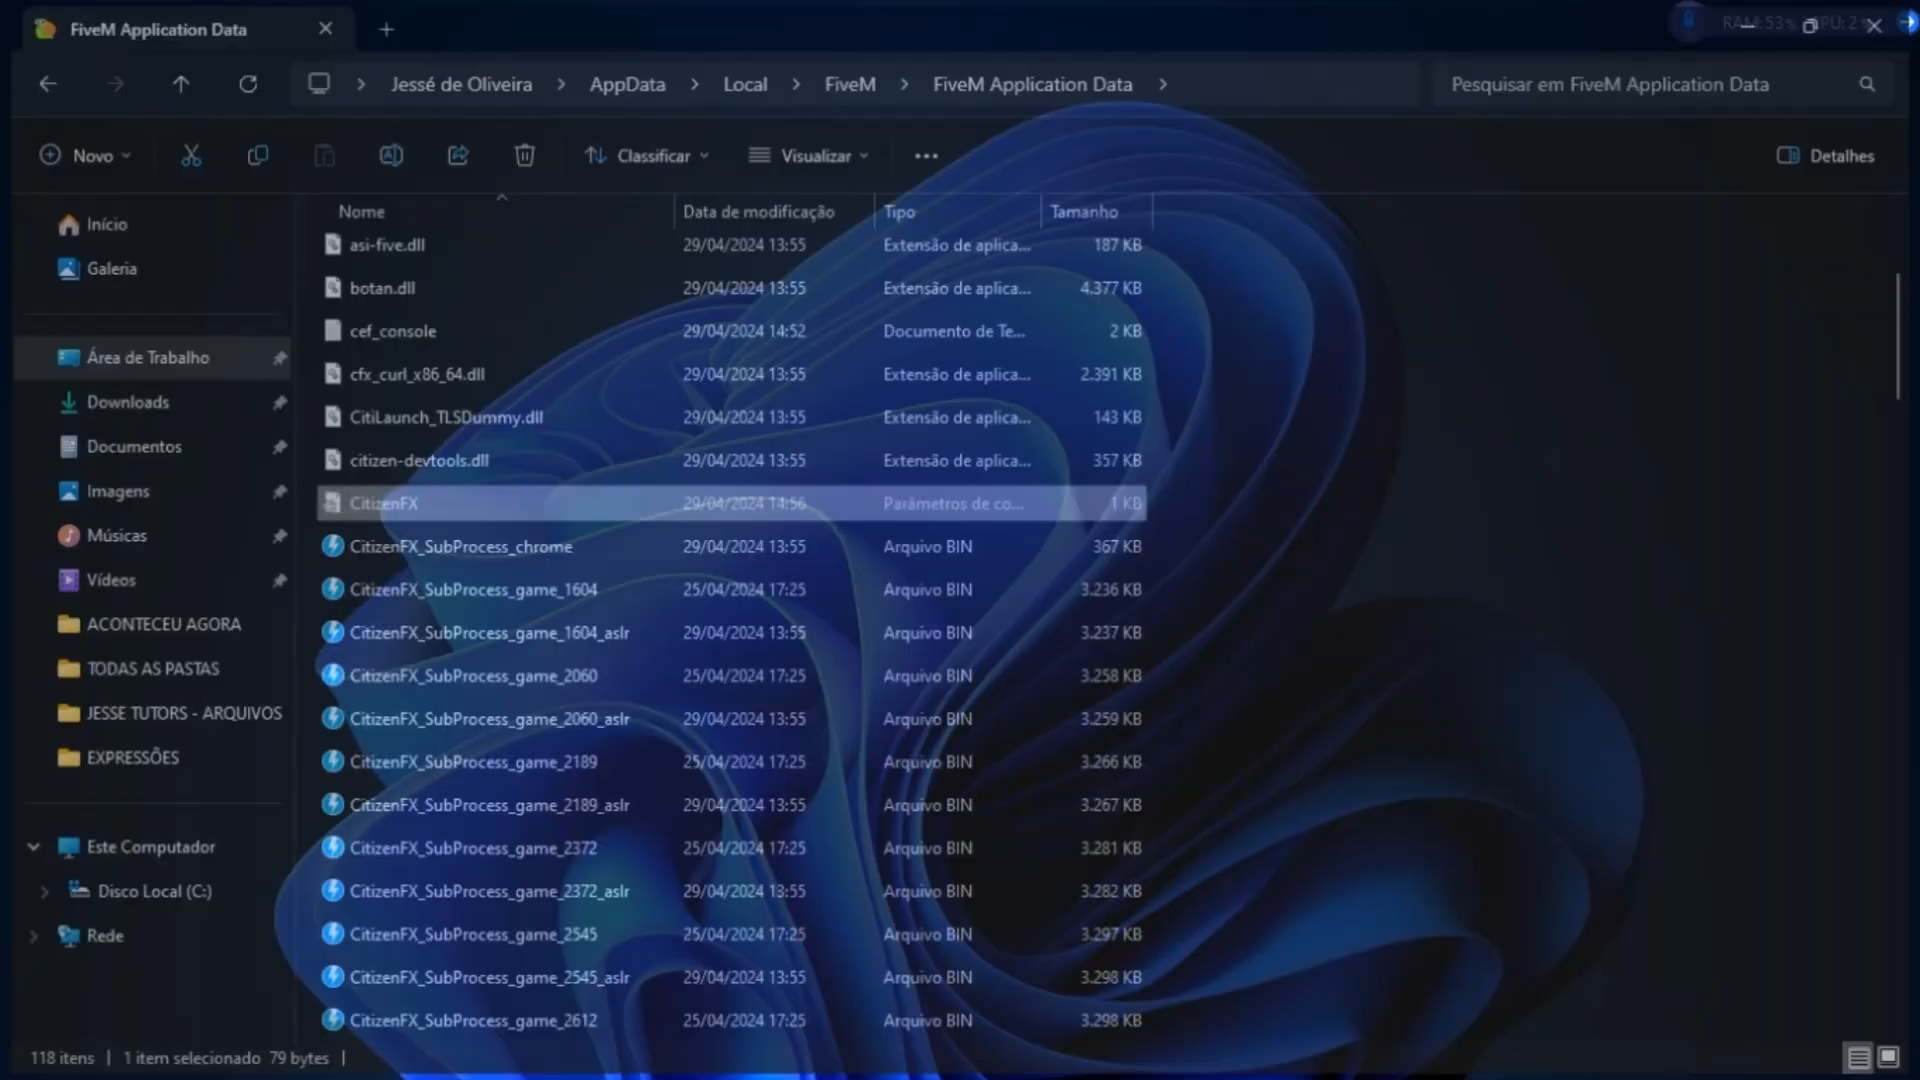 FiveM Application Data
RAM: 53% CPU: 2%
Jessé de Oliveira > AppData > Local > FiveM > FiveM Application Data >
Pesquisar em FiveM Application Data
Novo
Classificar
Visualizar
Detalhes
Início
Galeria
Área de Trabalho
Downloads
Documentos
Imagens
Músicas
Vídeos
ACONTECEU AGORA
TODAS AS PASTAS
JESSE TUTORS - ARQUIVOS
EXPRESSÕES
Este Computador
Disco Local (C:)
Rede
Nome Data de modificação Tipo Tamanho
asi-five.dll 29/04/2024 13:55 Extensão de aplica... 187 KB
botan.dll 29/04/2024 13:55 Extensão de aplica... 4.377 KB
cef_console 29/04/2024 14:52 Documento de Te... 2 KB
cfx_curl_x86_64.dll 29/04/2024 13:55 Extensão de aplica... 2.391 KB
CitiLaunch_TLSDummy.dll 29/04/2024 13:55 Extensão de aplica... 143 KB
citizen-devtools.dll 29/04/2024 13:55 Extensão de aplica... 357 KB
CitizenFX 29/04/2024 14:56 Parâmetros de co... 1 KB
CitizenFX_SubProcess_chrome 29/04/2024 13:55 Arquivo BIN 367 KB
CitizenFX_SubProcess_game_1604 25/04/2024 17:25 Arquivo BIN 3.236 KB
CitizenFX_SubProcess_game_1604_aslr 29/04/2024 13:55 Arquivo BIN 3.237 KB
CitizenFX_SubProcess_game_2060 25/04/2024 17:25 Arquivo BIN 3.258 KB
CitizenFX_SubProcess_game_2060_aslr 29/04/2024 13:55 Arquivo BIN 3.259 KB
CitizenFX_SubProcess_game_2189 25/04/2024 17:25 Arquivo BIN 3.266 KB
CitizenFX_SubProcess_game_2189_aslr 29/04/2024 13:55 Arquivo BIN 3.267 KB
CitizenFX_SubProcess_game_2372 25/04/2024 17:25 Arquivo BIN 3.281 KB
CitizenFX_SubProcess_game_2372_aslr 29/04/2024 13:55 Arquivo BIN 3.282 KB
CitizenFX_SubProcess_game_2545 25/04/2024 17:25 Arquivo BIN 3.297 KB
CitizenFX_SubProcess_game_2545_aslr 29/04/2024 13:55 Arquivo BIN 3.298 KB
CitizenFX_SubProcess_game_2612 25/04/2024 17:25 Arquivo BIN 3.298 KB
118 itens | 1 item selecionado 79 bytes |